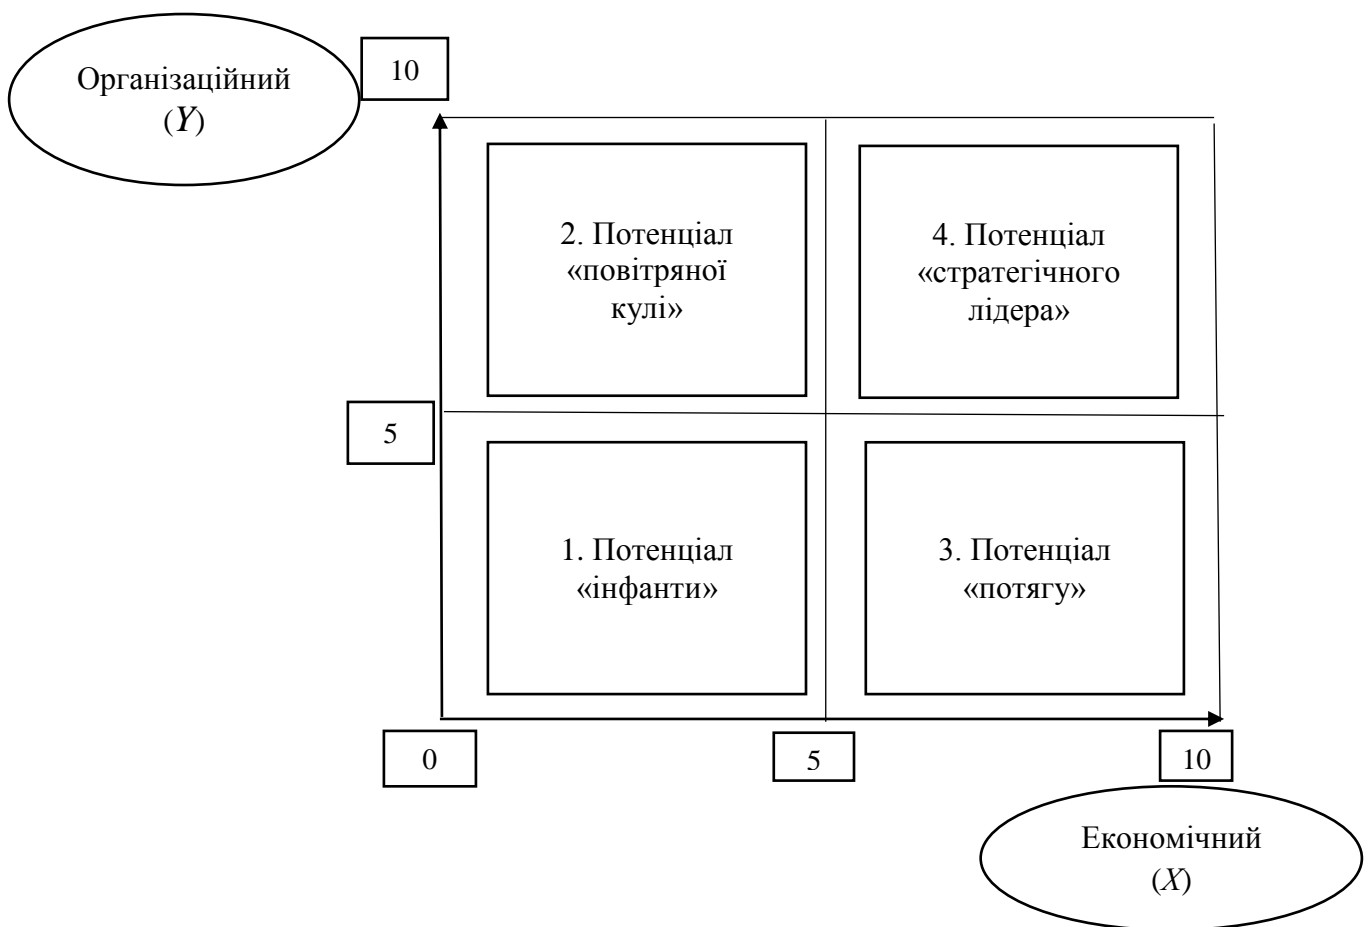 Організаційний
(Y)
10
2. Потенціал
«повітряної
кулі»
4. Потенціал
«стратегічного
лідера»
5
1. Потенціал
«інфанти»
3. Потенціал
«потягу»
0
5
10
Економічний
(X)